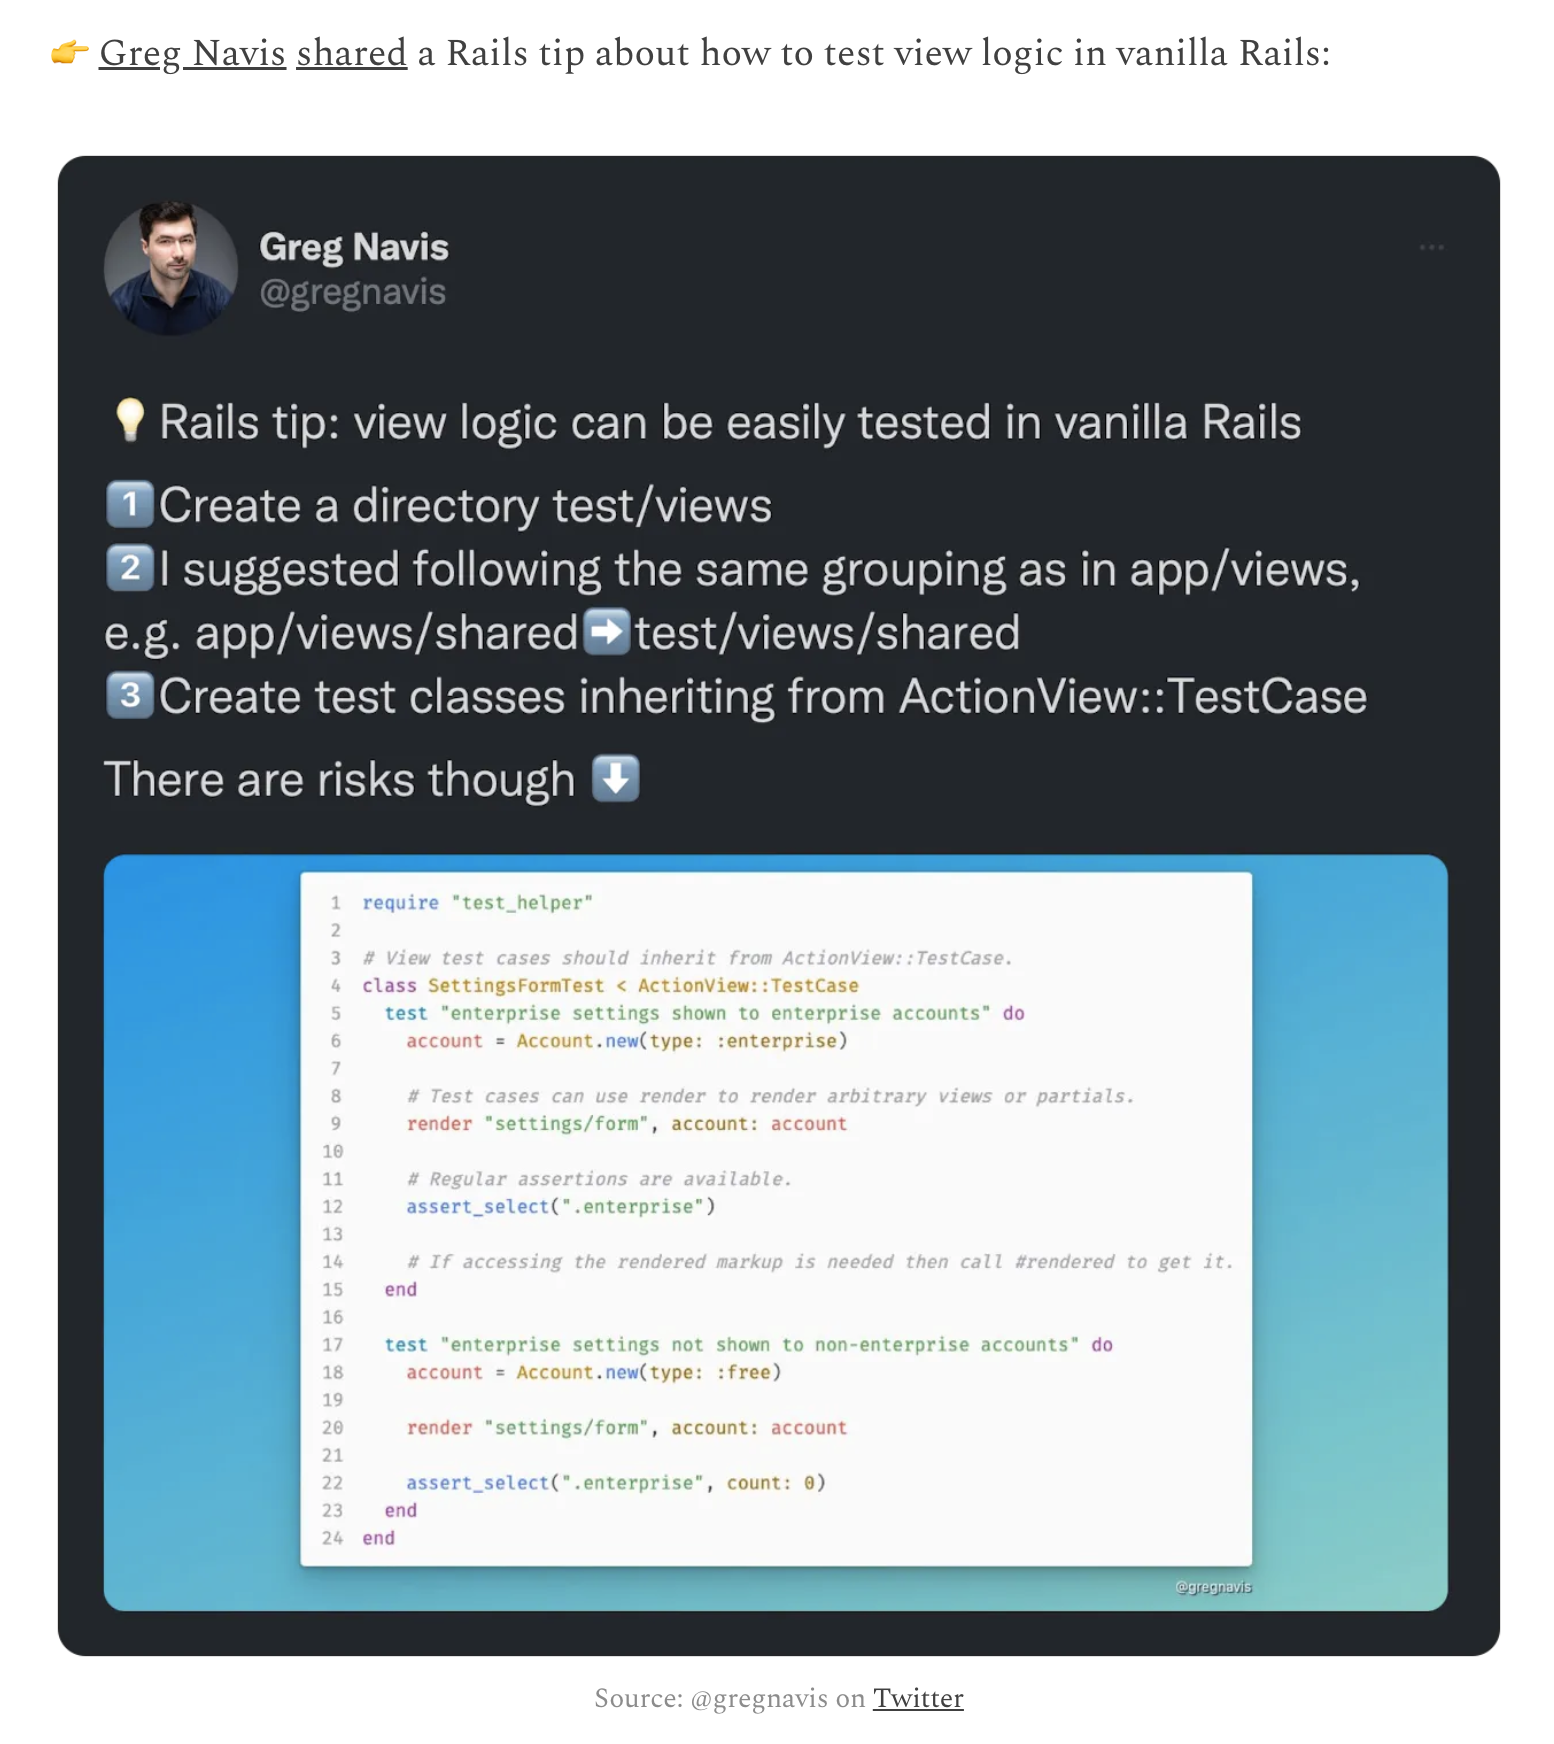 👉 Greg Navis shared a Rails tip about how to test view logic in vanilla Rails:
Greg Navis
@gregnavis
...
💡Rails tip: view logic can be easily tested in vanilla Rails
1️⃣Create a directory test/views
2️⃣I suggested following the same grouping as in app/views,
e.g. app/views/shared➡️test/views/shared
3️⃣Create test classes inheriting from ActionView::TestCase
There are risks though ⬇️
1 require "test_helper"
2
3 # View test cases should inherit from ActionView::TestCase.
4 class SettingsFormTest < ActionView::TestCase
5   test "enterprise settings shown to enterprise accounts" do
6     account = Account.new(type: :enterprise)
7
8     # Test cases can use render to render arbitrary views or partials.
9     render "settings/form", account: account
10
11     # Regular assertions are available.
12     assert_select(".enterprise")
13
14     # If accessing the rendered markup is needed then call #rendered to get it.
15   end
16
17   test "enterprise settings not shown to non-enterprise accounts" do
18     account = Account.new(type: :free)
19
20     render "settings/form", account: account
21
22     assert_select(".enterprise", count: 0)
23   end
24 end
@gregnavis
Source: @gregnavis on Twitter